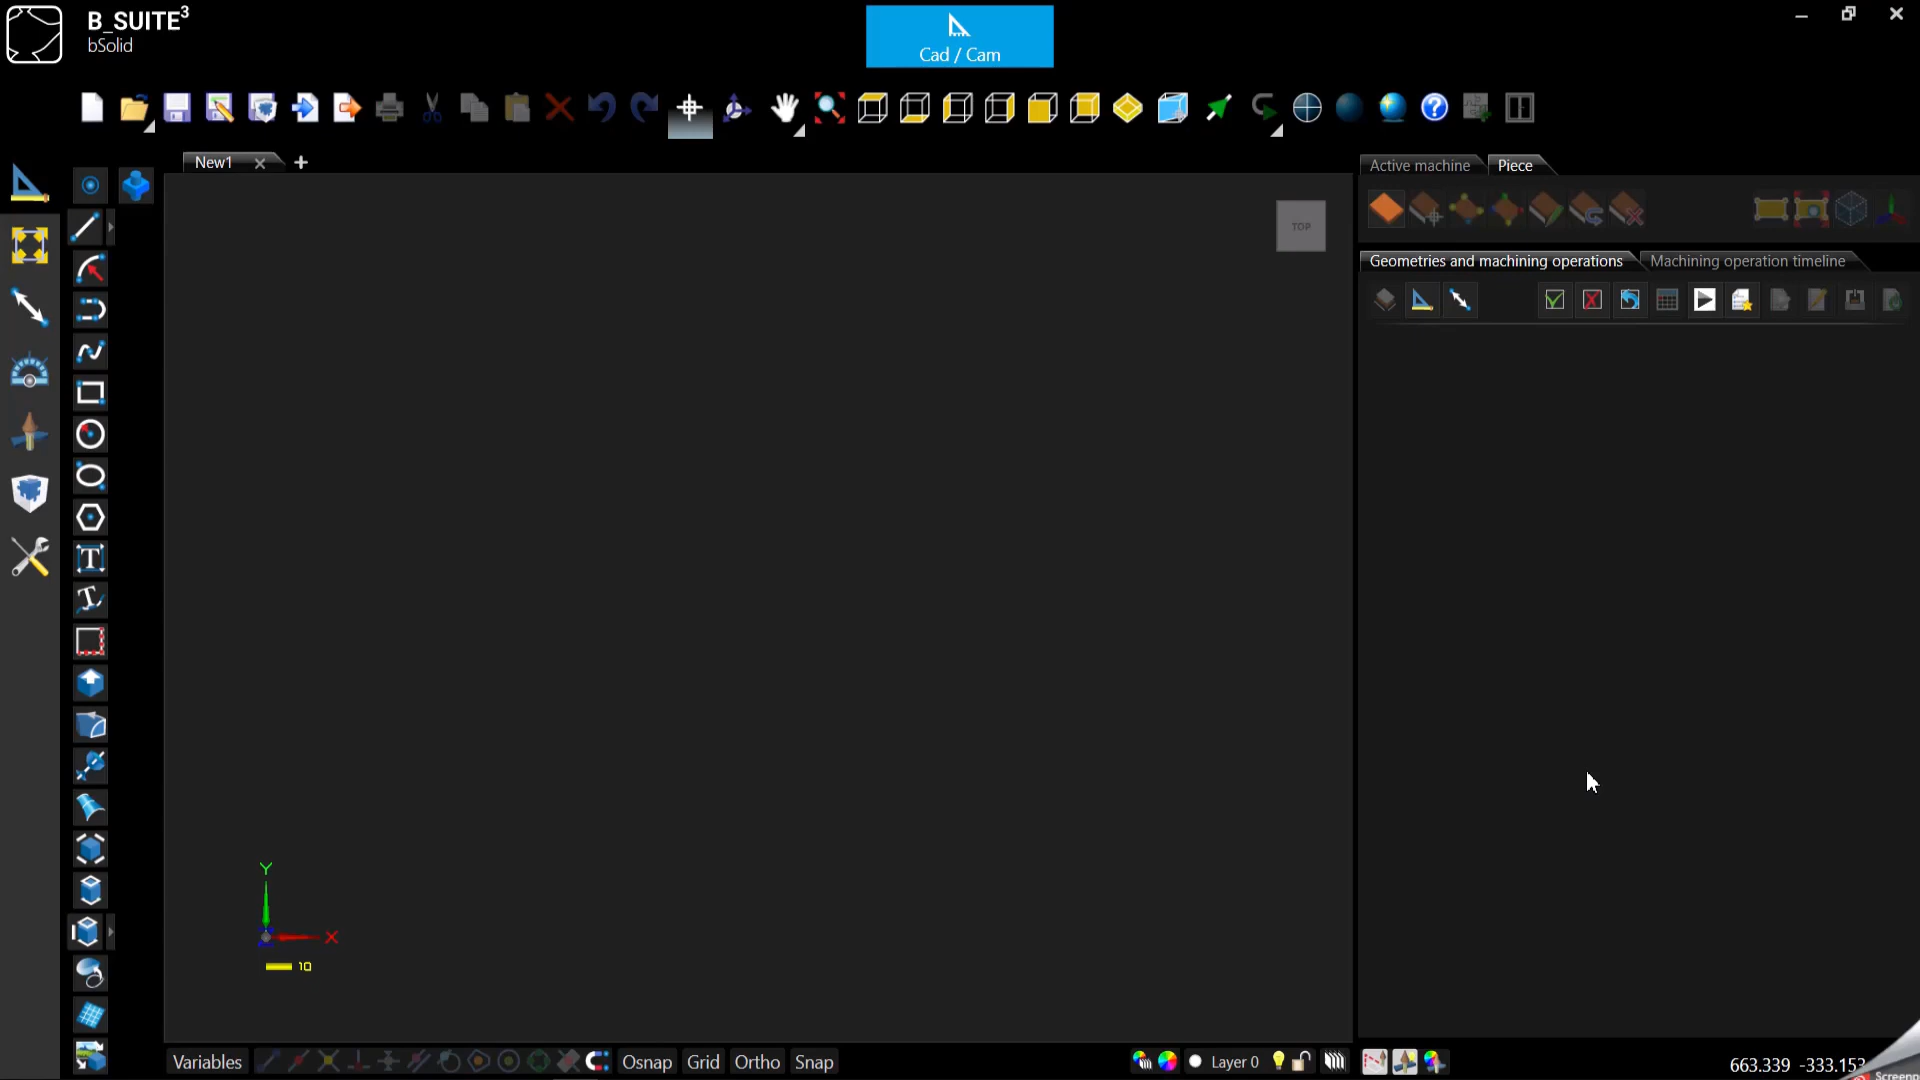 B_SUITE³
bSolid
Cad / Cam
New1
TOP
Active machine
Piece
Geometries and machining operations
Machining operation timeline
Y
X
10
Variables
Osnap
Grid
Ortho
Snap
Layer 0
663.339 -333.153